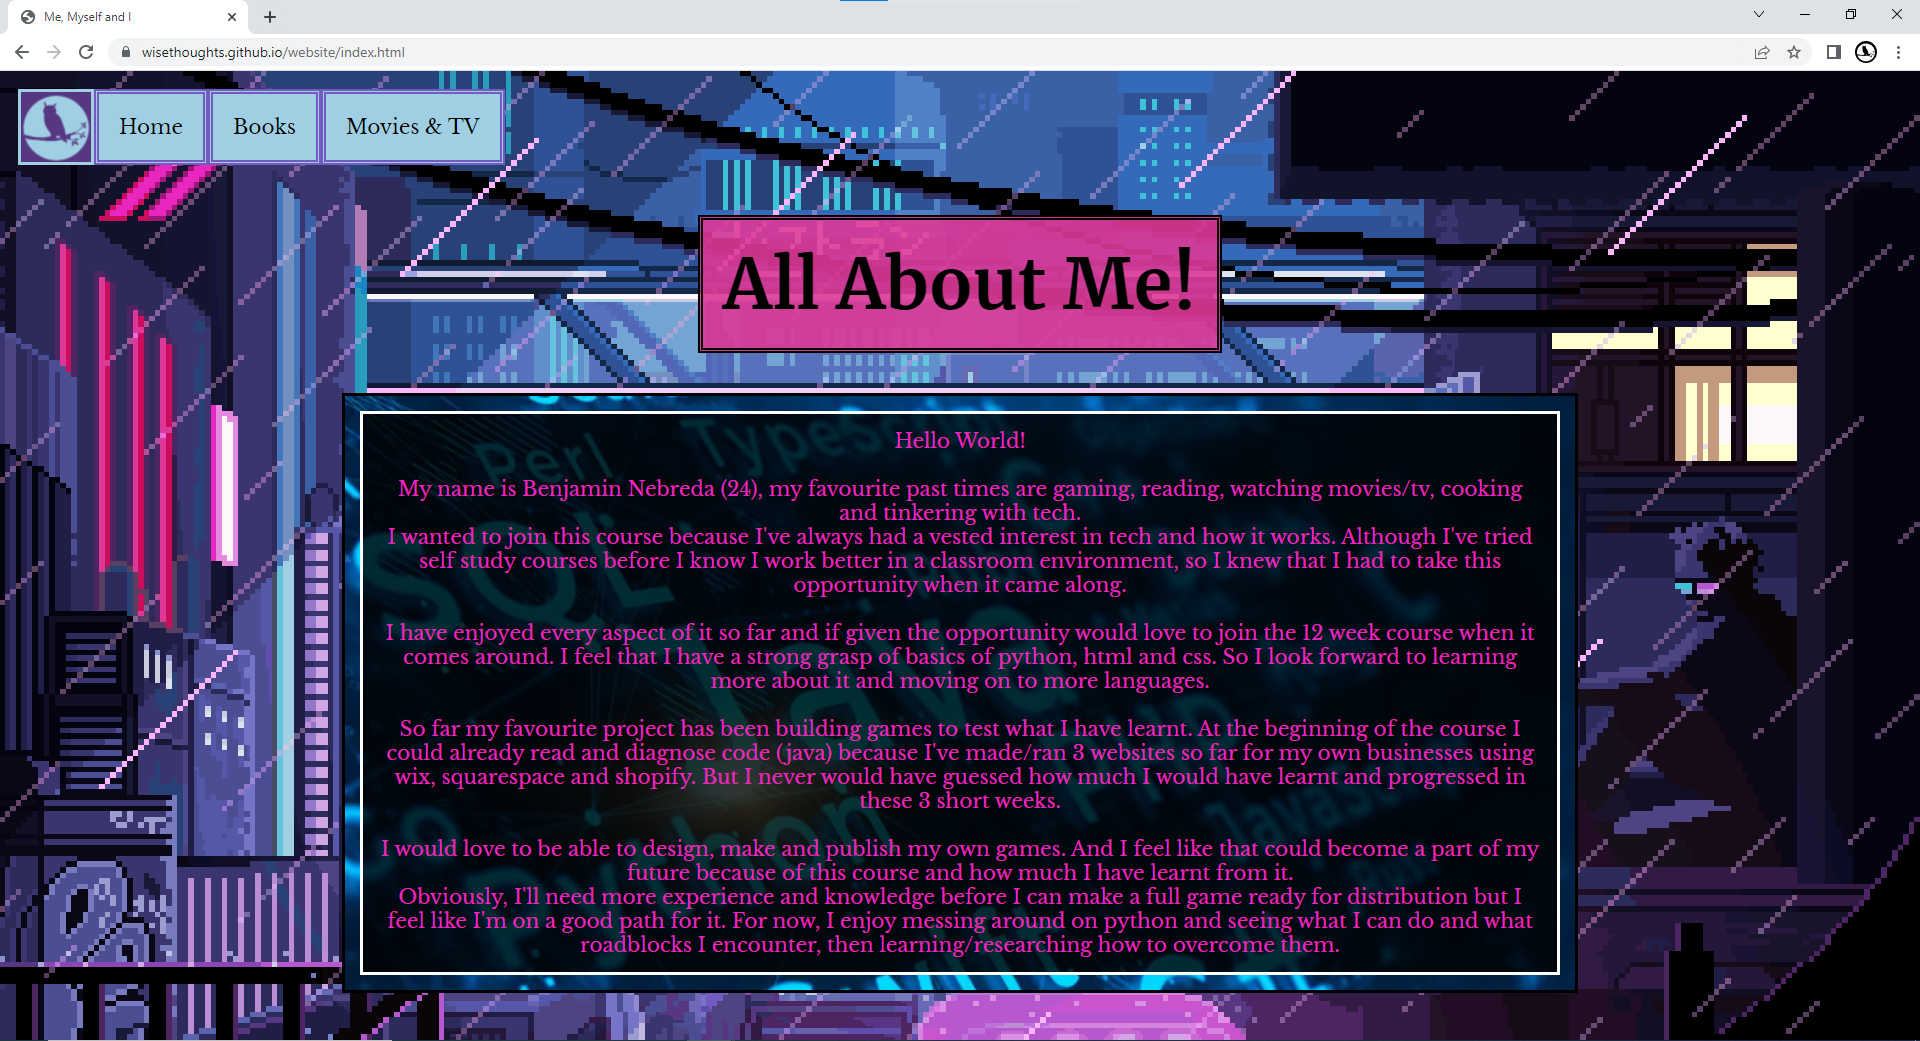 Me, Myself and I
wisethoughts.github.io/website/index.html
Home
Books
Movies & TV
All About Me!
Perl
TypeScript
Hello World!
My name is Benjamin Nebreda (24), my favourite past times are gaming, reading, watching movies/tv, cooking
and tinkering with tech.
I wanted to join this course because I've always had a vested interest in tech and how it works. Although I've tried
self study courses before I know I work better in a classroom environment, so I knew that I had to take this
opportunity when it came along.
SQL
I have enjoyed every aspect of it so far and if given the opportunity would love to join the 12 week course when it
comes around. I feel that I have a strong grasp of basics of python, html and css. So I look forward to learning
more about it and moving on to more languages.
Java
So far my favourite project has been building games to test what I have learnt. At the beginning of the course I
could already read and diagnose code (java) because I've made/ran 3 websites so far for my own businesses using
wix, squarespace and shopify. But I never would have guessed how much I would have learnt and progressed in
these 3 short weeks.
Python
I would love to be able to design, make and publish my own games. And I feel like that could become a part of my
future because of this course and how much I have learnt from it.
Obviously, I'll need more experience and knowledge before I can make a full game ready for distribution but I
feel like I'm on a good path for it. For now, I enjoy messing around on python and seeing what I can do and what
roadblocks I encounter, then learning/researching how to overcome them.